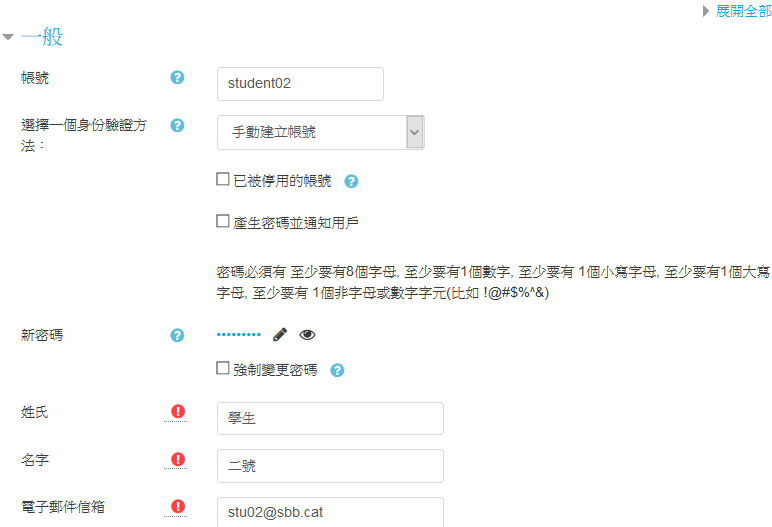 展開全部
一般
帳號
student02
選擇一個身份驗證方
法：
手動建立帳號
已被停用的帳號
產生密碼並通知用戶
密碼必須有 至少要有8個字母, 至少要有1個數字, 至少要有 1個小寫字母, 至少要有1個大寫
字母, 至少要有 1個非字母或數字字元(比如 !@#$%^&)
新密碼
強制變更密碼
姓氏
學生
名字
二號
電子郵件信箱
stu02@sbb.cat